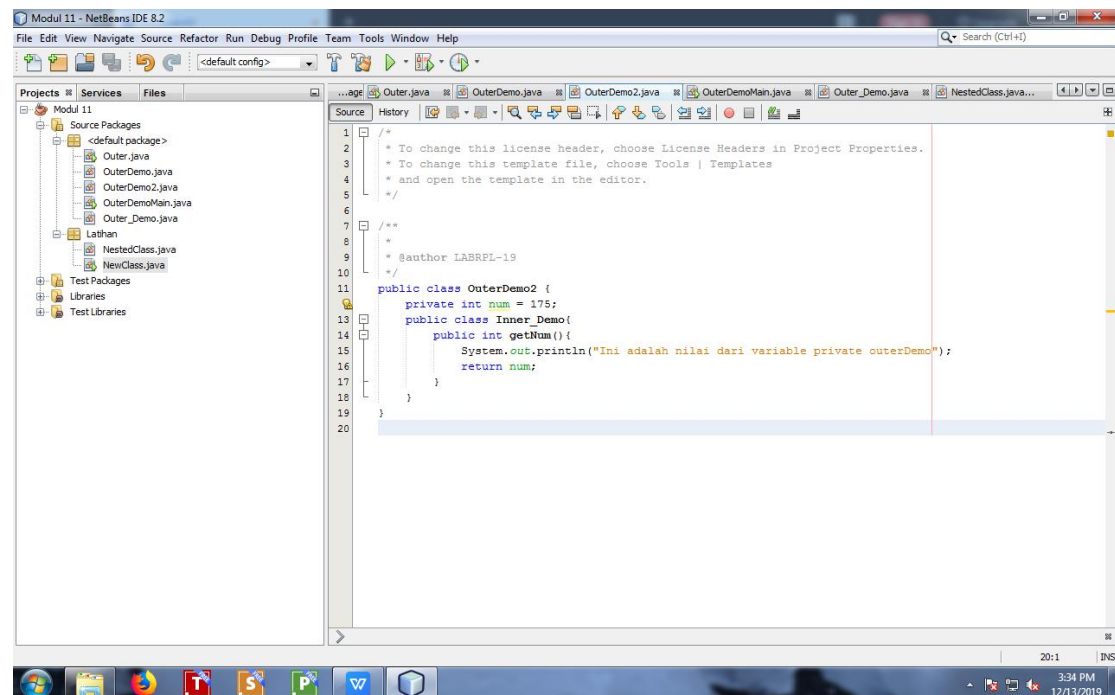 Modul 11 - NetBeans IDE 8.2
File Edit View Navigate Source Refactor Run Debug Profile Team Tools Window Help
Search (Ctrl+I)
<default config>
Projects Services Files
...age Outer.java OuterDemo.java OuterDemo2.java OuterDemoMain.java Outer_Demo.java NestedClass.java...
Source History
Modul 11
Source Packages
<default package>
Outer.java
OuterDemo.java
OuterDemo2.java
OuterDemoMain.java
Outer_Demo.java
Latihan
NestedClass.java
NewClass.java
Test Packages
Libraries
Test Libraries
1 /*
2 * To change this license header, choose License Headers in Project Properties.
3 * To change this template file, choose Tools | Templates
4 * and open the template in the editor.
5 */
6
7 /**
8 *
9 * @author LABRPL-19
10 */
11 public class OuterDemo2 {
private int num = 175;
13 public class Inner_Demo{
14 public int getNum(){
15 System.out.println("Ini adalah nilai dari variable private outerDemo");
16 return num;
17 }
18 }
19 }
20
20:1 INS
T S P W
3:34 PM
12/13/2019